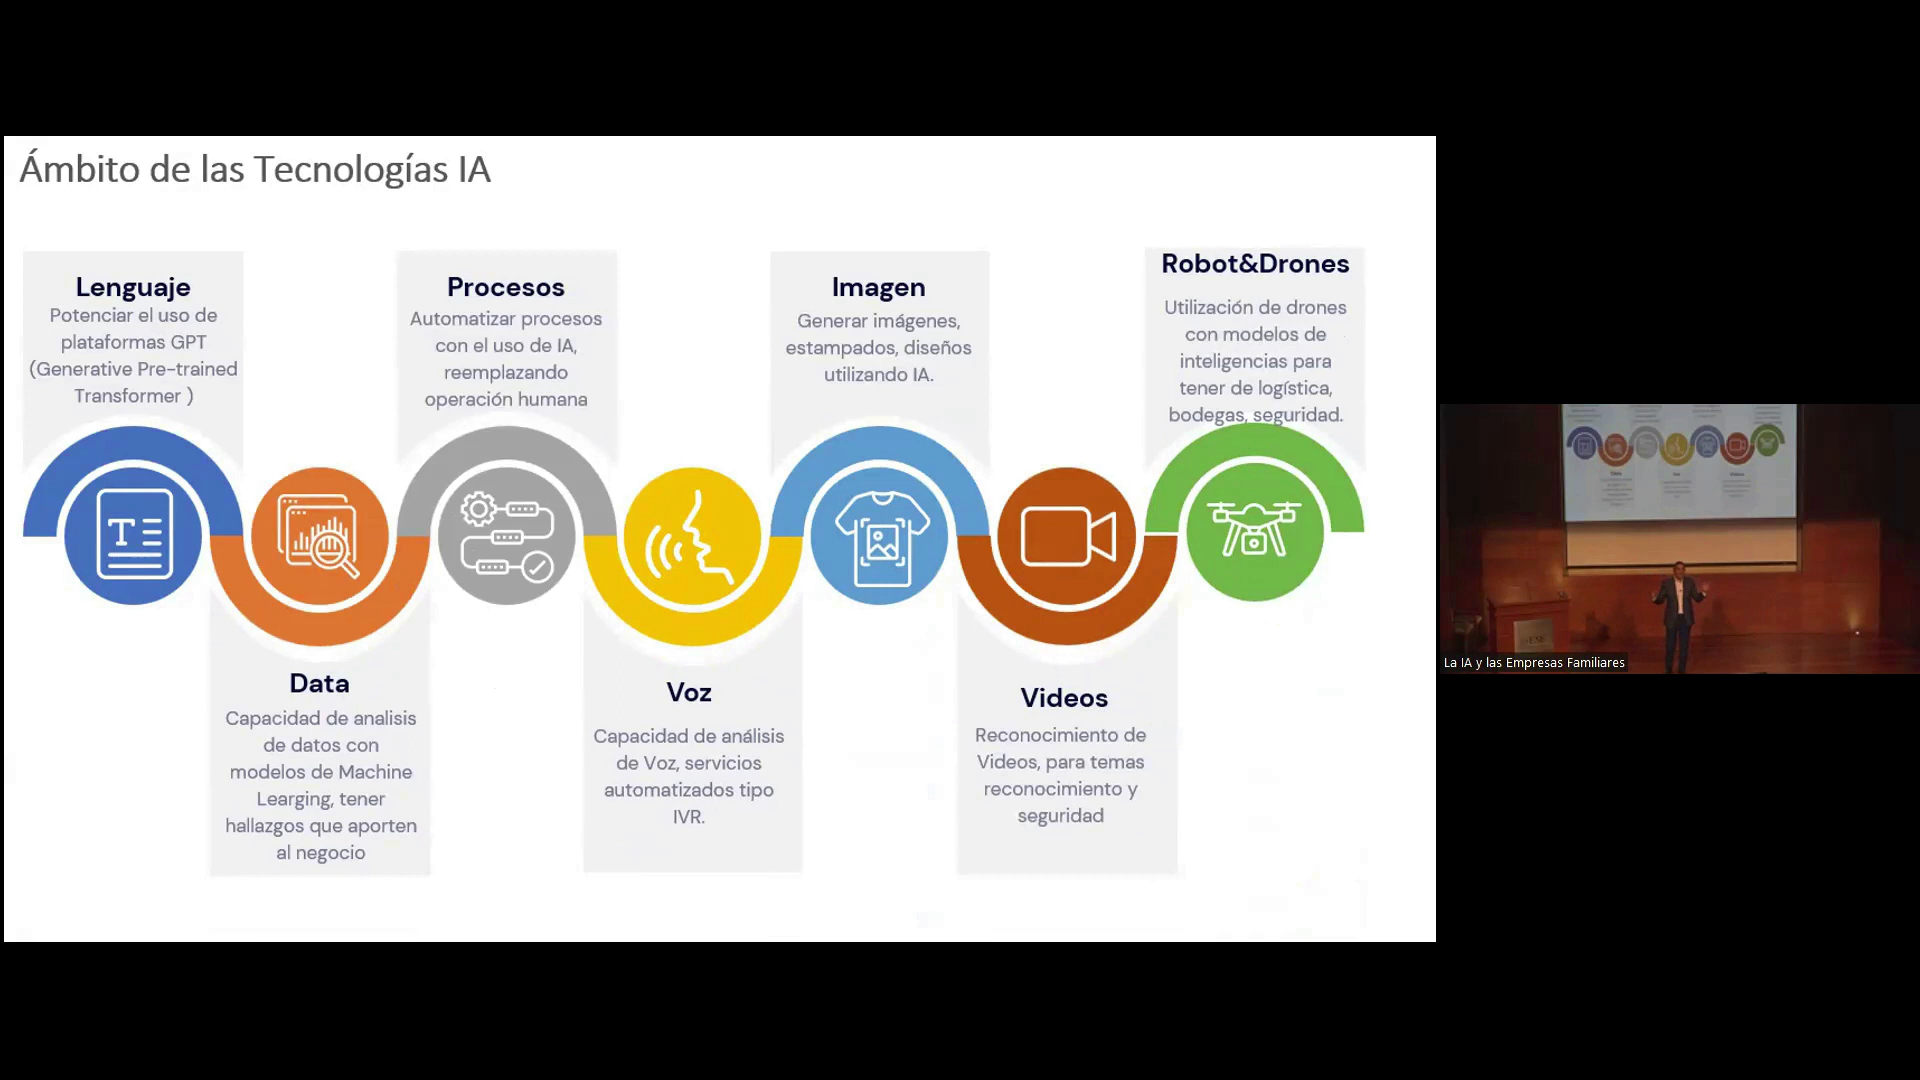 Ámbito de las Tecnologías IA
Lenguaje
Potenciar el uso de
plataformas GPT
(Generative Pre-trained
Transformer )
Data
Capacidad de analisis
de datos con
modelos de Machine
Learging, tener
hallazgos que aporten
al negocio
Procesos
Automatizar procesos
con el uso de IA,
reemplazando
operación humana
Voz
Capacidad de análisis
de Voz, servicios
automatizados tipo
IVR.
Imagen
Generar imágenes,
estampados, diseños
utilizando IA.
Videos
Reconocimiento de
Videos, para temas
reconocimiento y
seguridad
Robot&Drones
Utilización de drones
con modelos de
inteligencias para
tener de logística,
bodegas, seguridad.
La IA y las Empresas Familiares